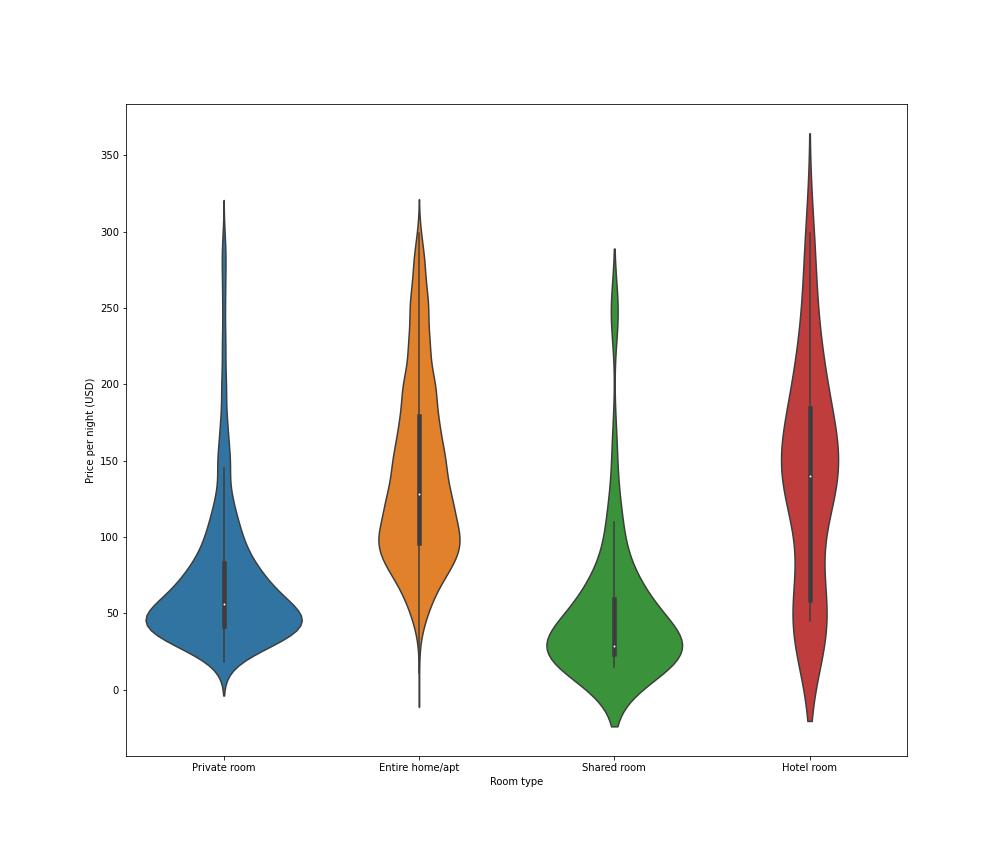 350
300
250
200
150
100
50
0
Price per night (USD)
Private room
Entire home/apt
Shared room
Hotel room
Room type